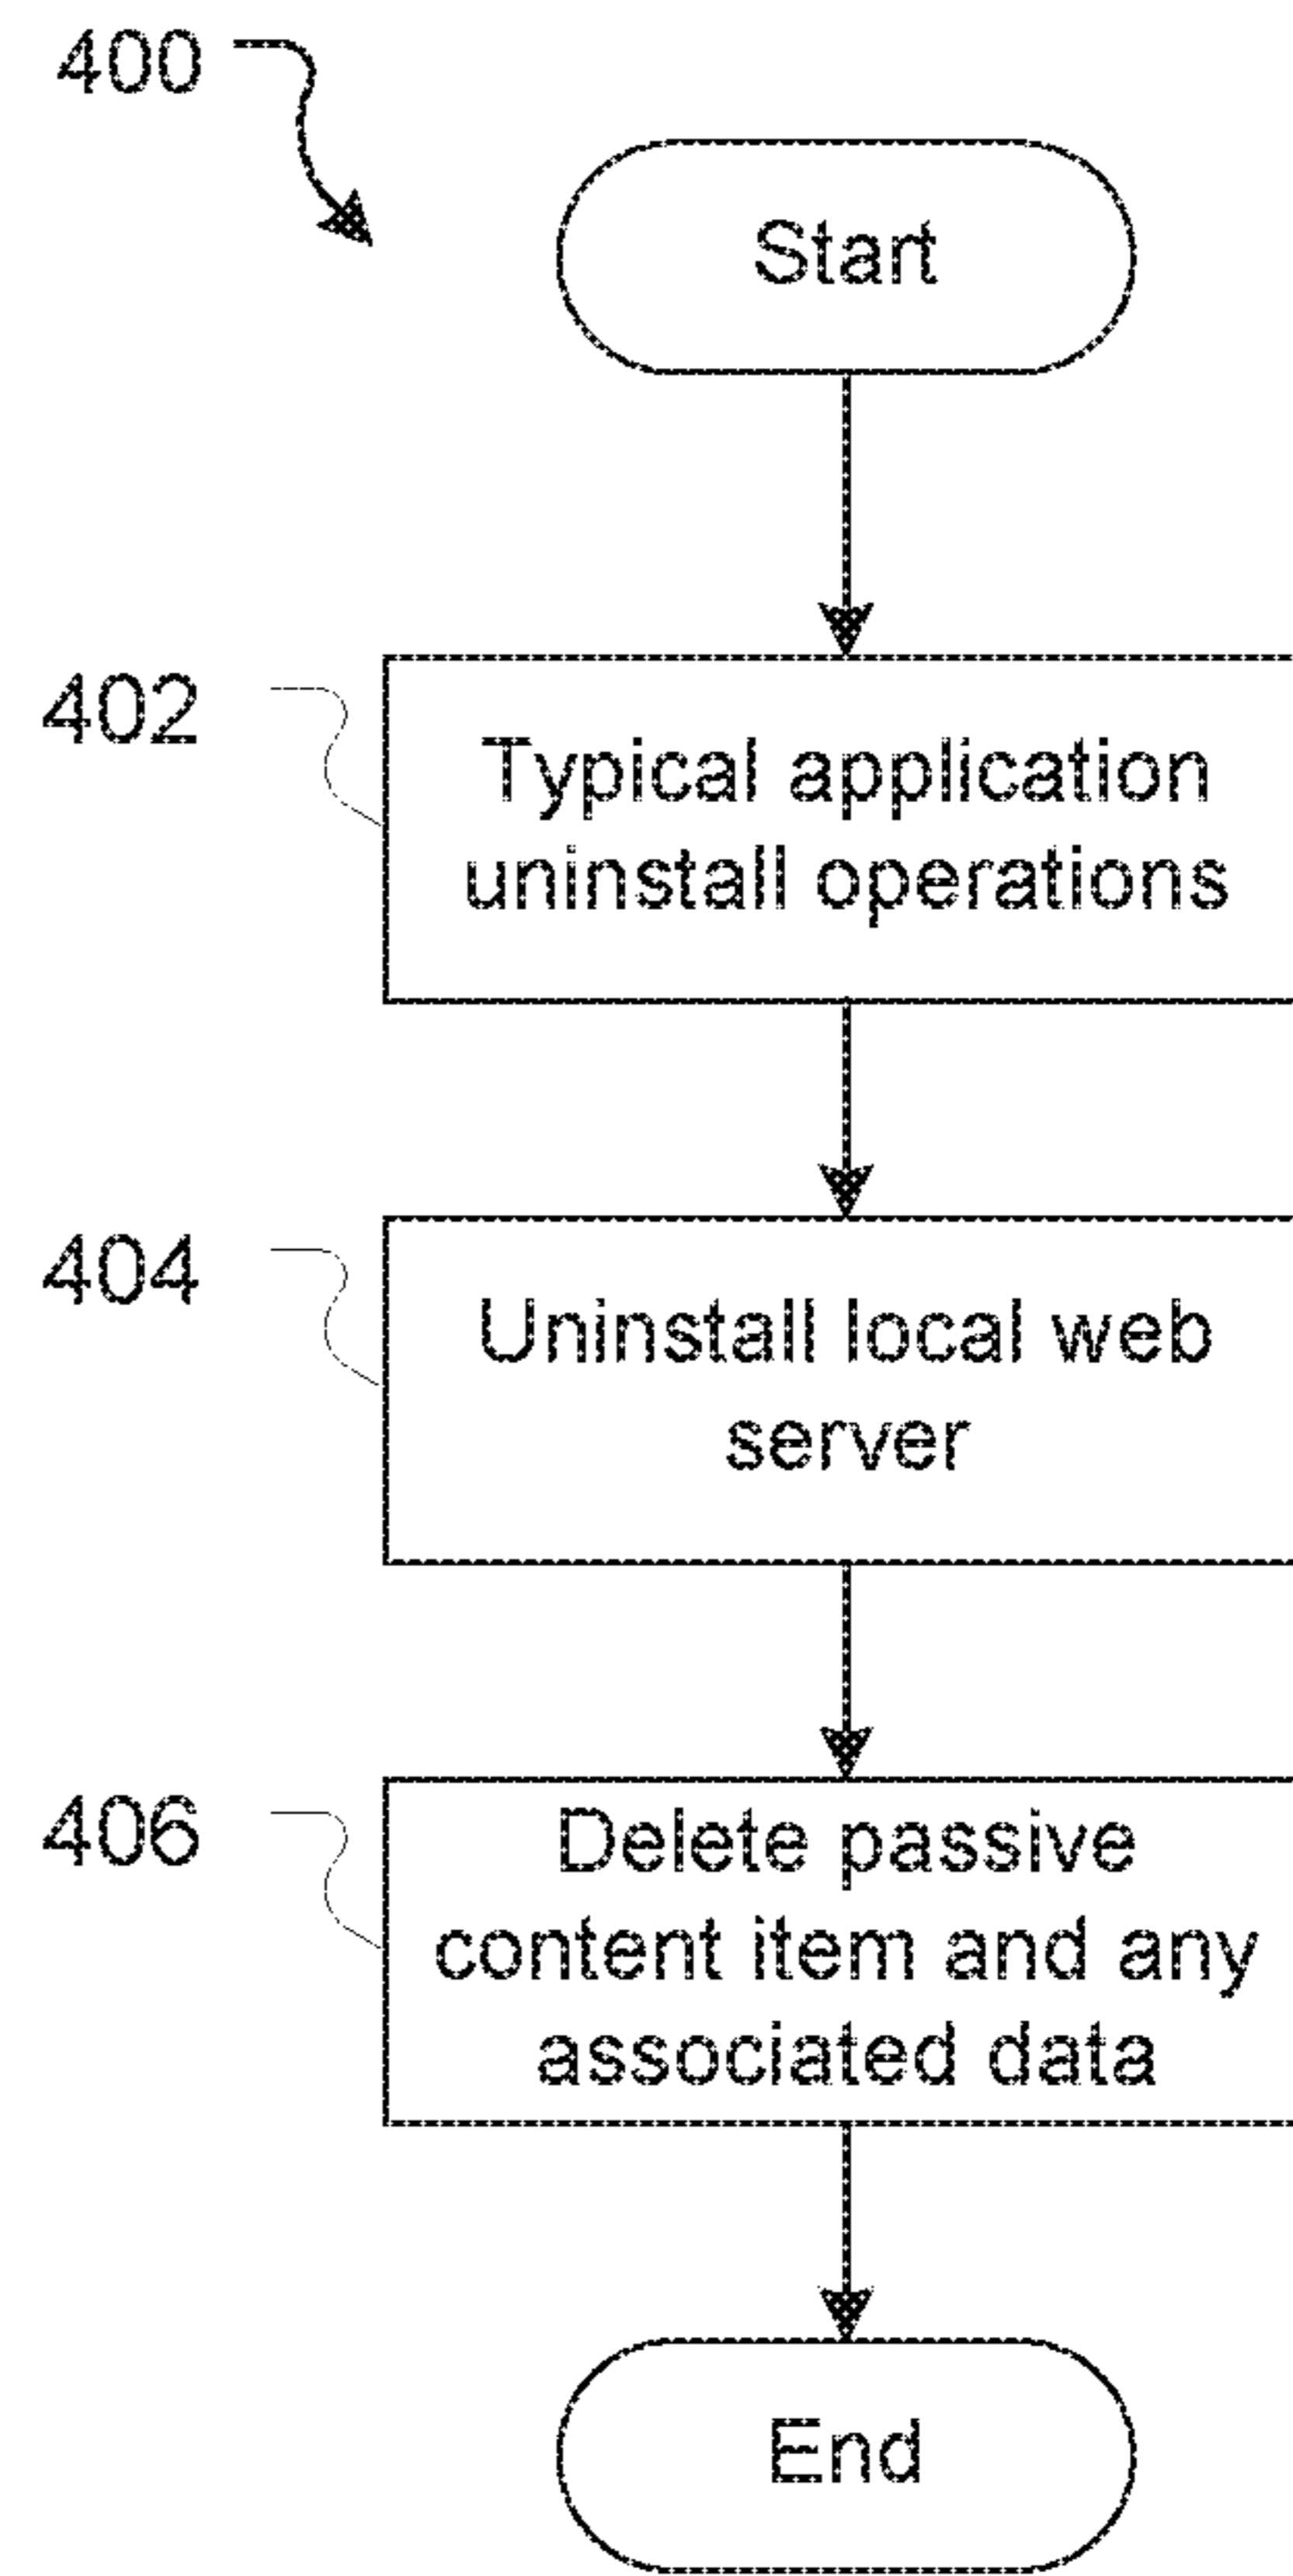 400
Start
402
Typical application
uninstall operations
404
Uninstall local web
server
406
Delete passive
content item and any
associated data
End